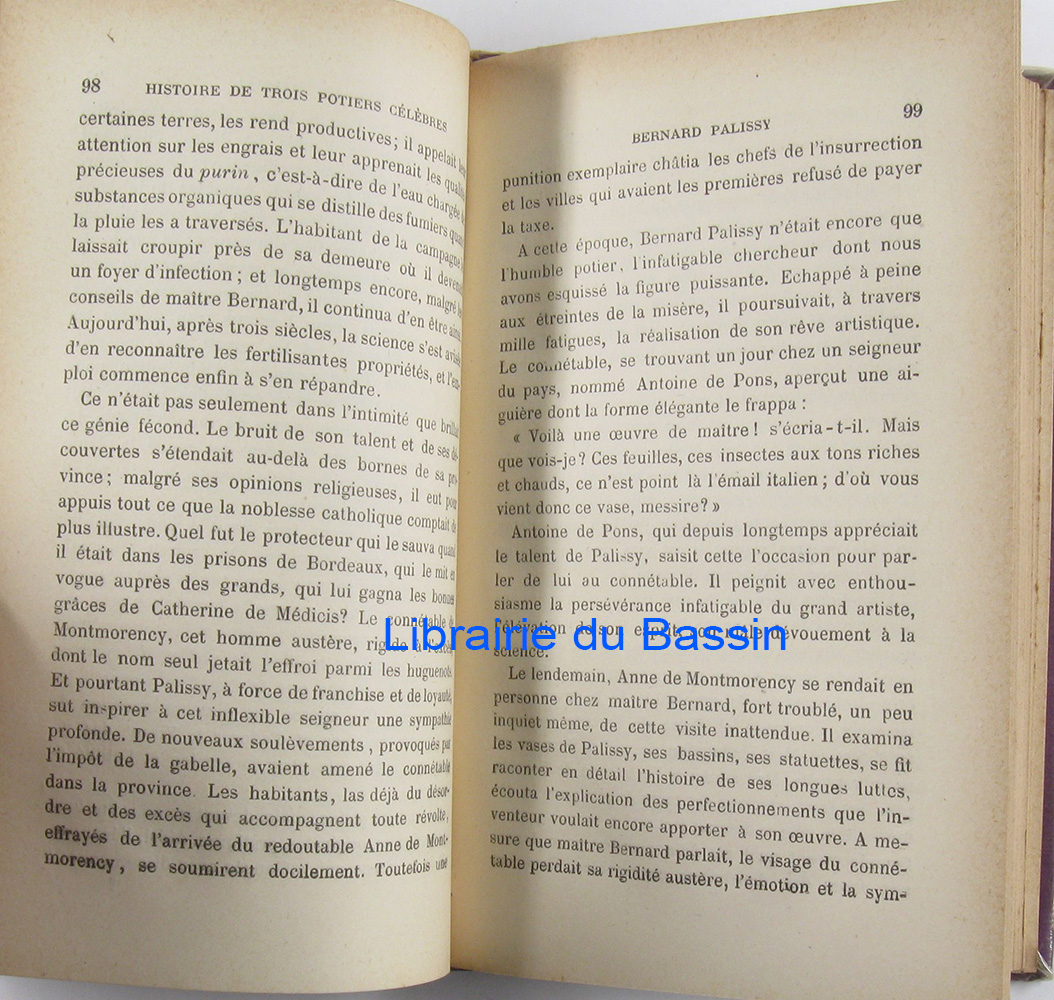 98 HISTOIRE DE TROIS POTIERS CÉLÈBRES
certaines terres, les rend productives; il appelait
attention sur les engrais et leur apprenait les
précieuses du purin, c'est-à-dire de l'eau chargée
substances organiques qui se distille des fumiers
la pluie les a traversés. L'habitant de la campagne
laissait croupir près de sa demeure où il
un foyer d'infection; et longtemps encore, malgré
conseils de maître Bernard, il continua d'en être
Aujourd'hui, après trois siècles, la science s'est
d'en reconnaître les fertilisantes propriétés, et l'em-
ploi commence enfin à s'en répandre.
Ce n'était pas seulement dans l'intimité que
ce génie fécond. Le bruit de son talent et de ses dé-
couvertes s'étendait au-delà des bornes de sa pro-
vince; malgré ses opinions religieuses, il eut pour
appuis tout ce que la noblesse catholique comptait de
plus illustre. Quel fut le protecteur qui le sauva quand
il était dans les prisons de Bordeaux, qui le mit en
vogue auprès des grands, qui lui gagna les bonnes
grâces de Catherine de Médicis? Le connétable de
Montmorency, cet homme austère, rigide à
dont le nom seul jetait l'effroi parmi les huguenots.
Et pourtant Palissy, à force de franchise et de loyauté,
sut inspirer à cet inflexible seigneur une sympathie
profonde. De nouveaux soulèvements, provoqués par
l'impôt de la gabelle, avaient amené le connétable
dans la province. Les habitants, las déjà du désor-
dre et des excès qui accompagnent toute révolte,
effrayés de l'arrivée du redoutable Anne de Mont-
morency, se soumirent docilement. Toutefois une
BERNARD PALISSY 99
punition exemplaire châtia les chefs de l'insurrection
et les villes qui avaient les premières refusé de payer
la taxe.
A cette époque, Bernard Palissy n'était encore que
l'humble potier, l'infatigable chercheur dont nous
avons esquissé la figure puissante. Echappé à peine
aux étreintes de la misère, il poursuivait, à travers
mille fatigues, la réalisation de son rêve artistique.
Le connétable, se trouvant un jour chez un seigneur
du pays, nommé Antoine de Pons, aperçut une ai-
guière dont la forme élégante le frappa :
« Voilà une œuvre de maître! s'écria-t-il. Mais
que vois-je? Ces feuilles, ces insectes aux tons riches
et chauds, ce n'est point là l'émail italien; d'où vous
vient donc ce vase, messire? »
Antoine de Pons, qui depuis longtemps appréciait
le talent de Palissy, saisit cette l'occasion pour par-
ler de lui au connétable. Il peignit avec enthou-
siasme la persévérance infatigable du grand artiste,
l'élévation de son esprit, son mâle dévouement à la
science.
Le lendemain, Anne de Montmorency se rendait en
personne chez maître Bernard, fort troublé, un peu
inquiet même, de cette visite inattendue. Il examina
les vases de Palissy, ses bassins, ses statuettes, se fit
raconter en détail l'histoire de ses longues luttes,
écouta l'explication des perfectionnements que l'in-
venteur voulait encore apporter à son œuvre. A me-
sure que maître Bernard parlait, le visage du conné-
table perdait sa rigidité austère, l'émotion et la sym-
Librairie du Bassin